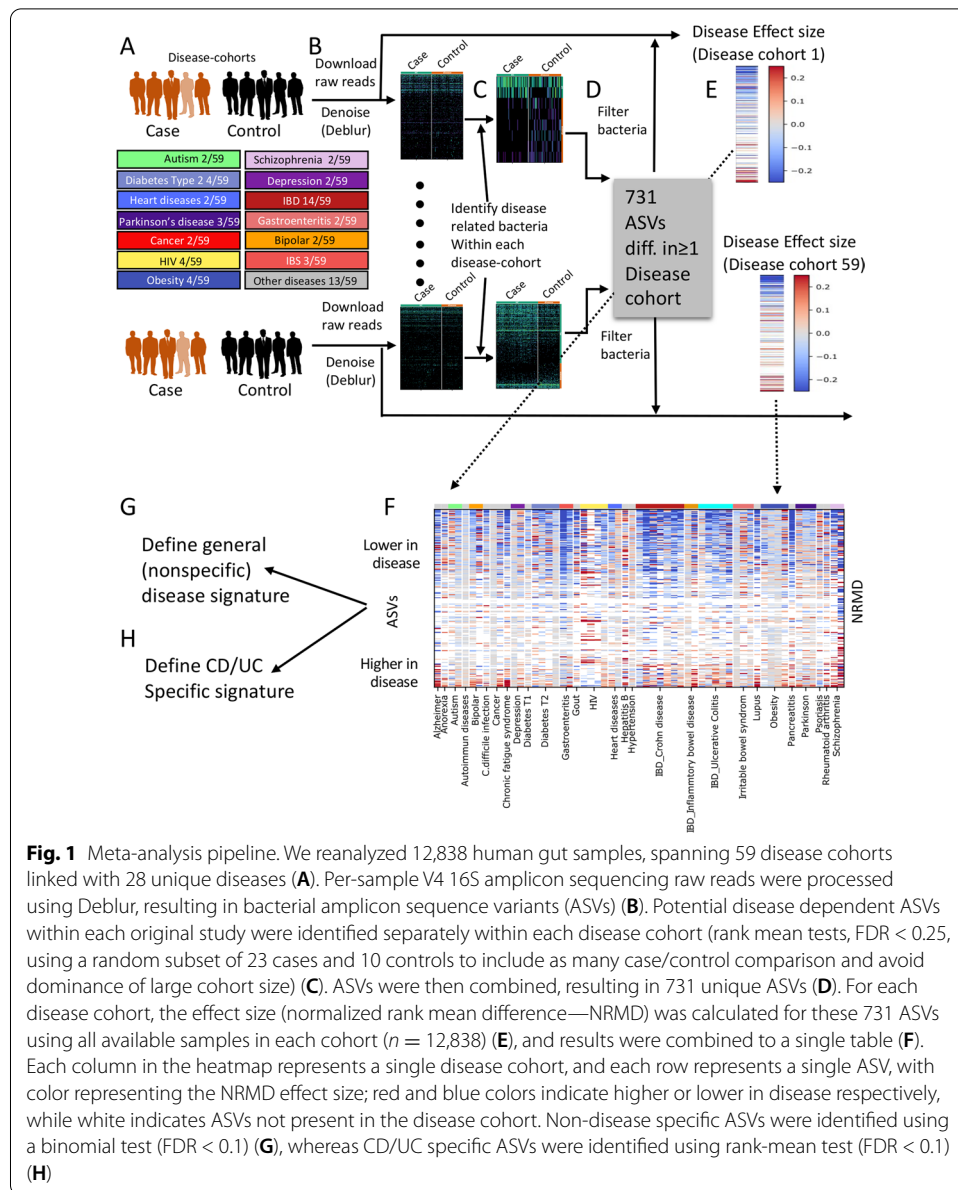 A
B
Disease-cohorts
Download
raw reads
Denoise
(Deblur)
Case
Control
Case
Control
C
Case
Control
D
Filter
bacteria
Disease Effect size
(Disease cohort 1)
E
0.2
0.1
0.0
−0.1
−0.2
Autism 2/59
Schizophrenia 2/59
Diabetes Type 2 4/59
Depression 2/59
Heart diseases 2/59
IBD 14/59
Parkinson's disease 3/59
Gastroenteritis 2/59
Cancer 2/59
Bipolar 2/59
HIV 4/59
IBS 3/59
Obesity 4/59
Other diseases 13/59
Identify disease
related bacteria
Within each
disease-cohort
731
ASVs
diff. in≥1
Disease
cohort
Disease Effect size
(Disease cohort 59)
0.2
0.1
0.0
−0.1
−0.2
Download
raw reads
Denoise
(Deblur)
Case
Control
Case
Control
Case
Control
Filter
bacteria
G
Define general
(nonspecific)
disease signature
H
Define CD/UC
Specific signature
F
Lower in
disease
ASVs
Higher in
disease
NRMD
Alzheimer
Anorexia
Autism
Autoimmun diseases
Bipolar
C.difficile infection
Cancer
Chronic fatigue syndrome
Depression
Diabetes T1
Diabetes T2
Gastroenteritis
Gout
HIV
Heart diseases
Hepatitis B
Hypertension
IBD_Crohn disease
IBD_Inflammtory bowel disease
IBD_Ulcerative Colitis
Irritable bowel syndrom
Lupus
Obesity
Pancreatitis
Parkinson
Psoriasis
Rheumatoid arthritis
Schizophrenia
Fig. 1 Meta-analysis pipeline. We reanalyzed 12,838 human gut samples, spanning 59 disease cohorts
linked with 28 unique diseases (A). Per-sample V4 16S amplicon sequencing raw reads were processed
using Deblur, resulting in bacterial amplicon sequence variants (ASVs) (B). Potential disease dependent ASVs
within each original study were identified separately within each disease cohort (rank mean tests, FDR < 0.25,
using a random subset of 23 cases and 10 controls to include as many case/control comparison and avoid
dominance of large cohort size) (C). ASVs were then combined, resulting in 731 unique ASVs (D). For each
disease cohort, the effect size (normalized rank mean difference—NRMD) was calculated for these 731 ASVs
using all available samples in each cohort (n = 12,838) (E), and results were combined to a single table (F).
Each column in the heatmap represents a single disease cohort, and each row represents a single ASV, with
color representing the NRMD effect size; red and blue colors indicate higher or lower in disease respectively,
while white indicates ASVs not present in the disease cohort. Non-disease specific ASVs were identified using
a binomial test (FDR < 0.1) (G), whereas CD/UC specific ASVs were identified using rank-mean test (FDR < 0.1)
(H)